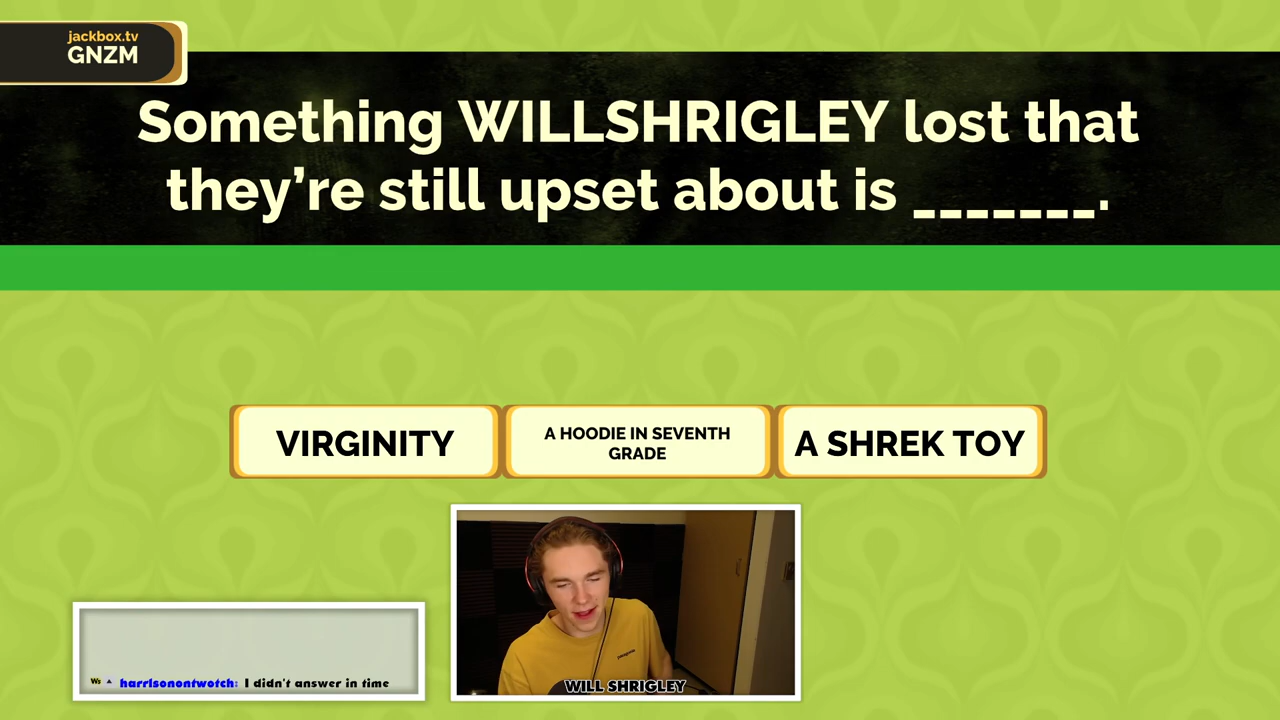 jackbox.tv
GNZM
Something WILLSHRIGLEY lost that
they're still upset about is _______.
VIRGINITY
A HOODIE IN SEVENTH
GRADE
A SHREK TOY
patagonia
harrisonontwotch: I didn't answer in time
WILL SHRIGLEY